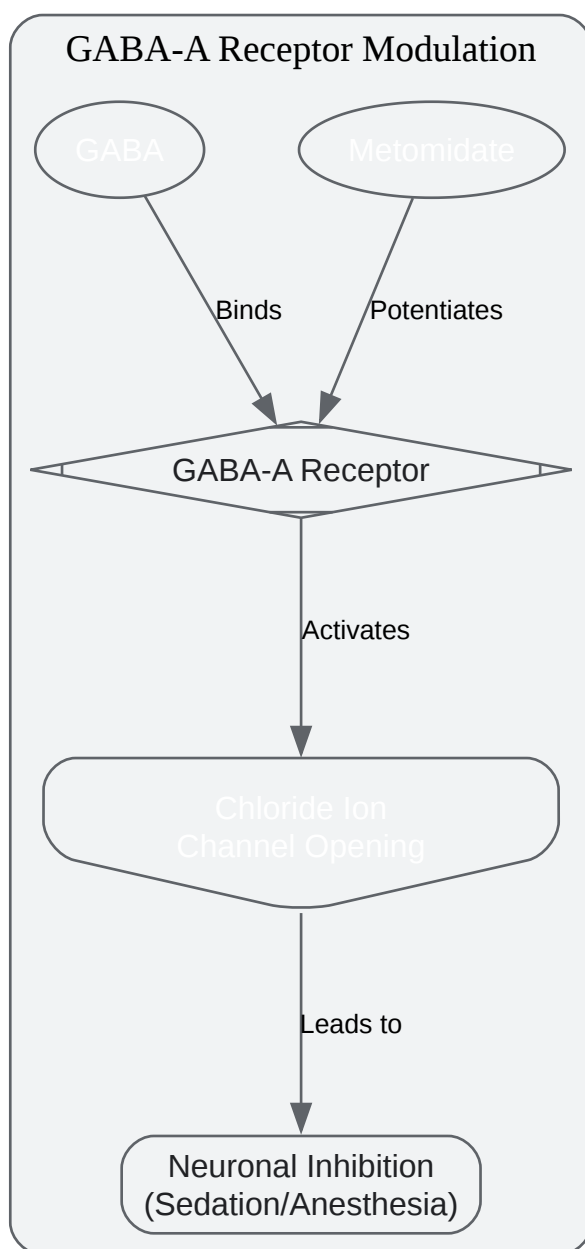 GABA-A Receptor Modulation
GABA
Metomidate
Binds
Potentiates
GABA-A Receptor
Activates
Chloride Ion
Channel Opening
Leads to
Neuronal Inhibition
(Sedation/Anesthesia)